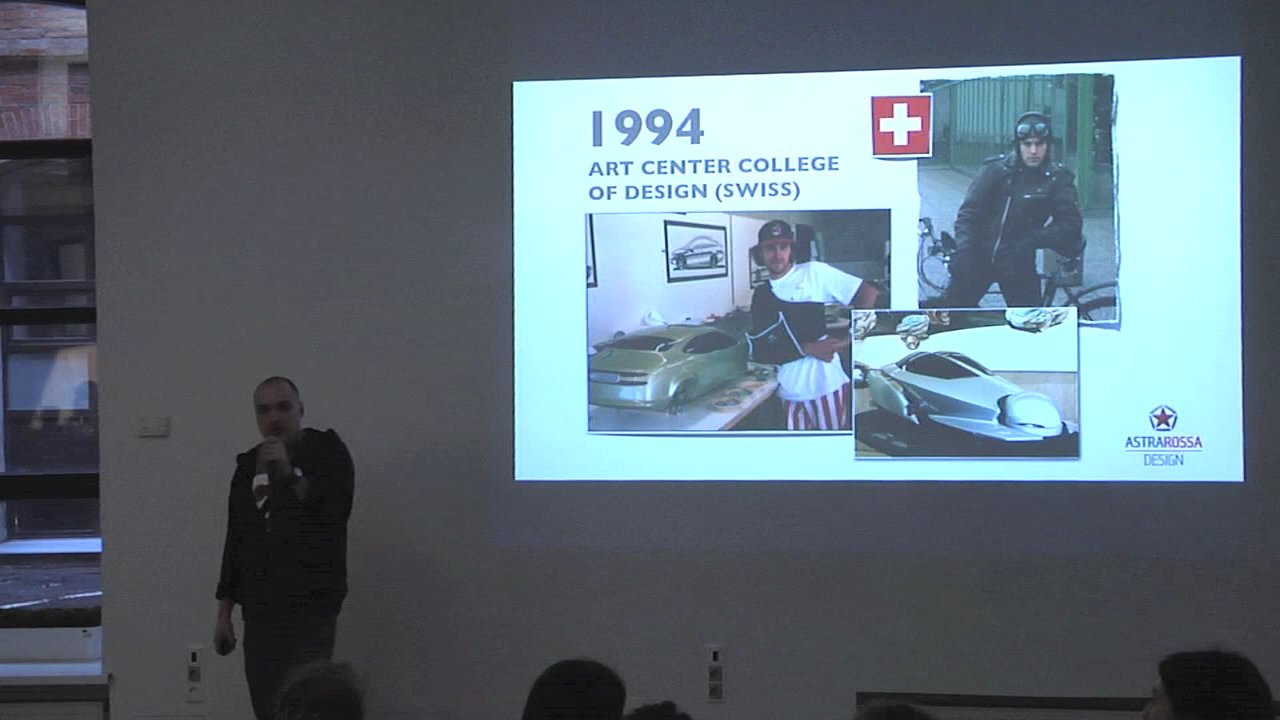 1994
ART CENTER COLLEGE
OF DESIGN (SWISS)
ASTRAROSSA
DESIGN